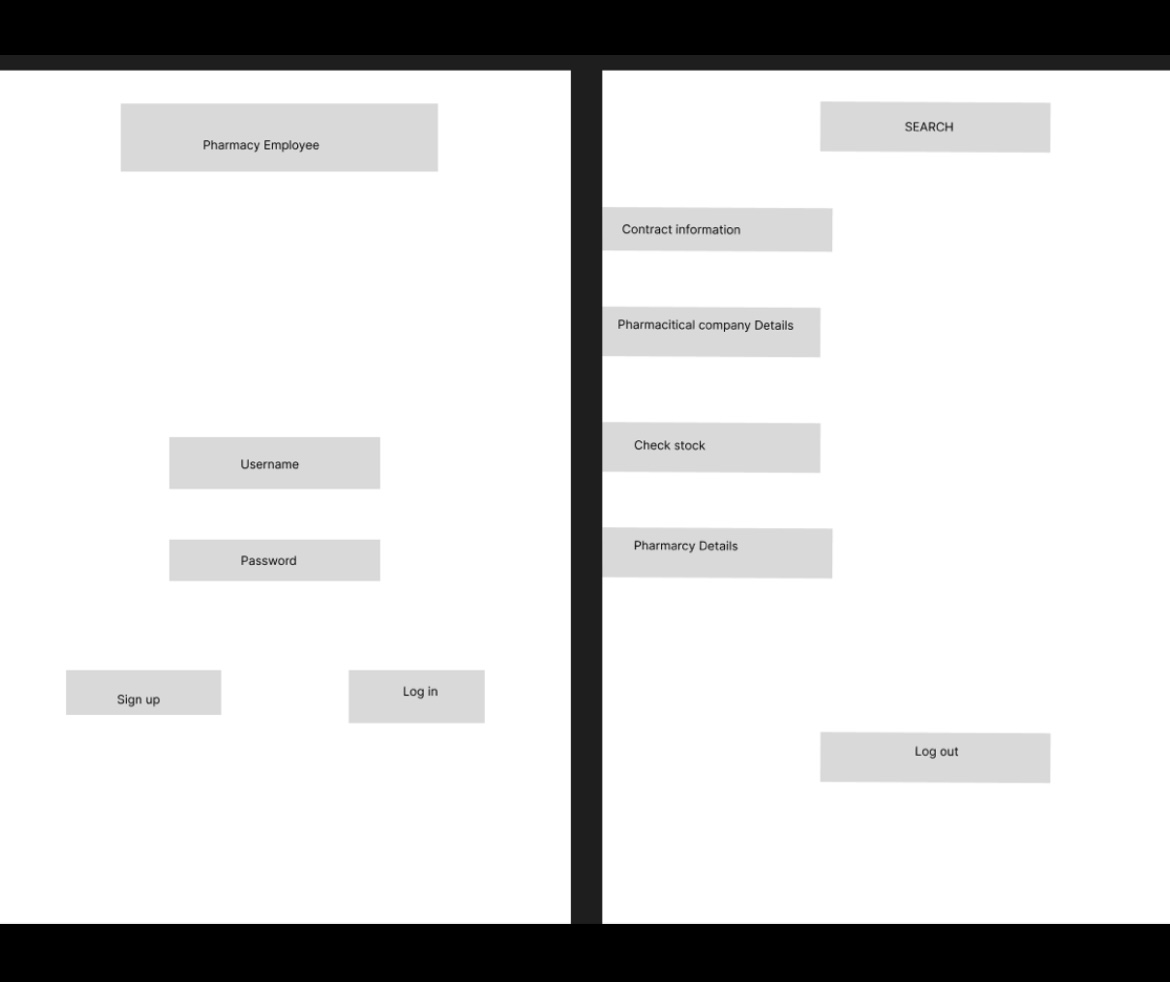 Pharmacy Employee
Username
Password
Sign up
Log in
SEARCH
Contract information
Pharmacitical company Details
Check stock
Pharmarcy Details
Log out